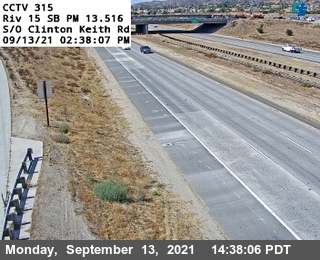 CCTV 315
Riv 15 SB PM 13.516
S/O Clinton Keith Rd
09/13/21 02:38:07 PM
Monday, September 13, 2021 14:38:06 PDT